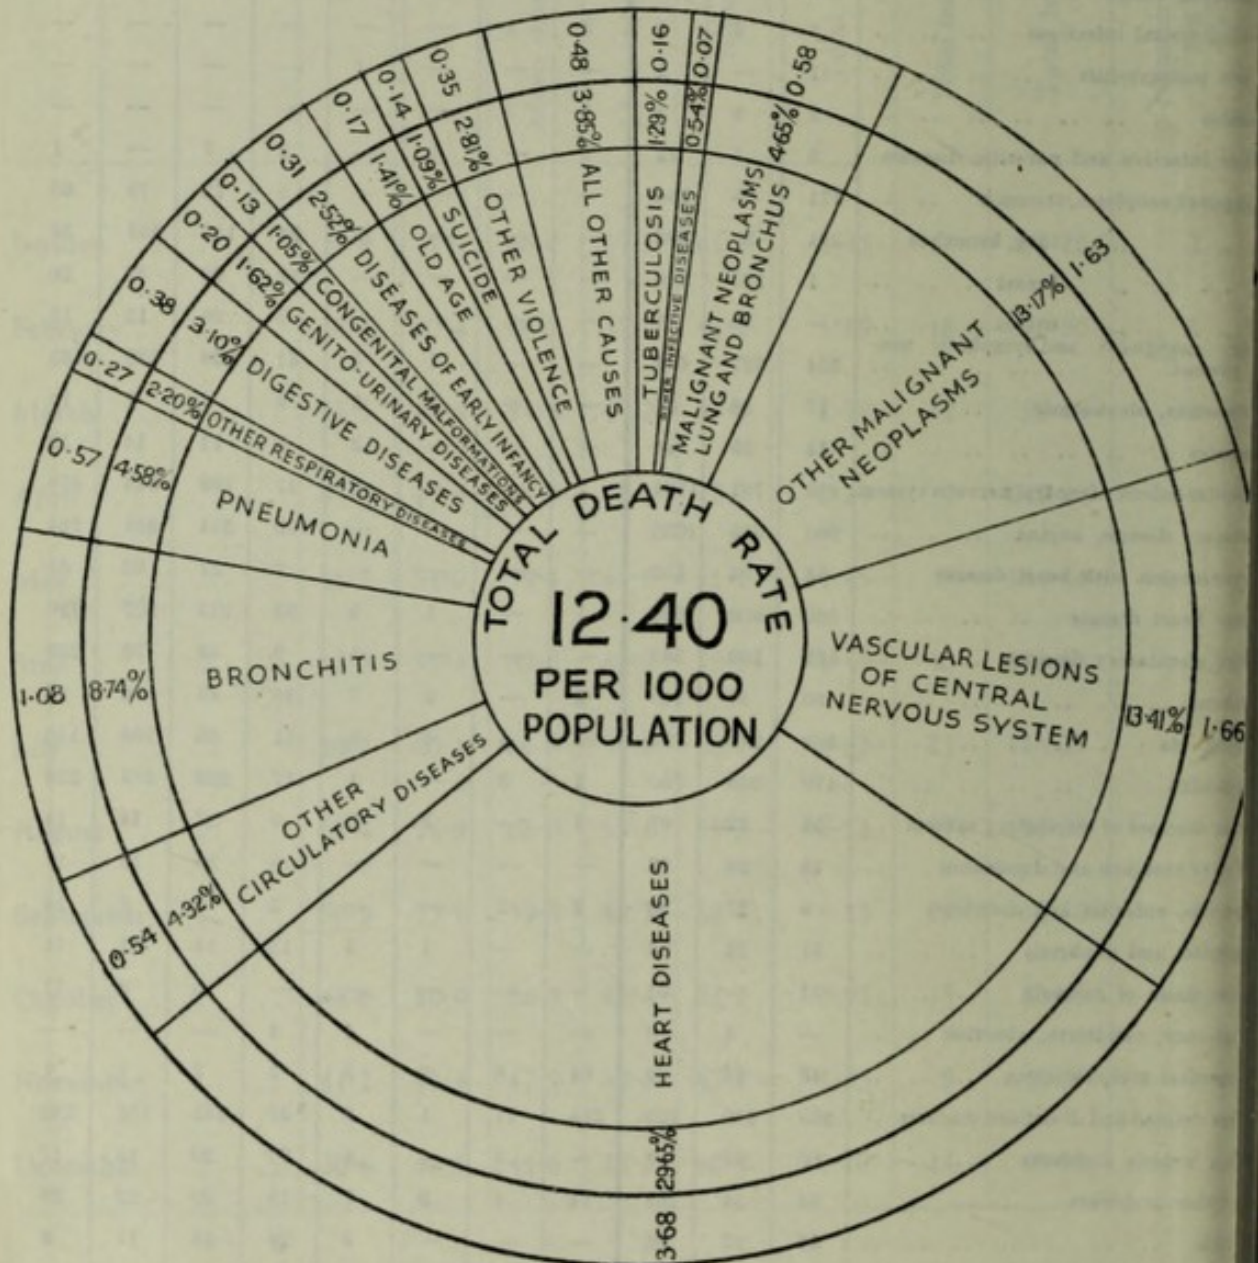 TOTAL DEATH RATE
12·40
PER 1000
POPULATION
TUBERCULOSIS
1·29%
0·16
OTHER INFECTIVE DISEASES
0·54%
0·07
MALIGNANT NEOPLASMS
LUNG AND BRONCHUS
4·65%
0·58
OTHER MALIGNANT
NEOPLASMS
13·17%
1·63
VASCULAR LESIONS
OF CENTRAL
NERVOUS SYSTEM
13·41%
1·66
HEART DISEASES
29·65%
3·68
OTHER
CIRCULATORY DISEASES
4·32%
0·54
BRONCHITIS
8·74%
1·08
PNEUMONIA
4·58%
0·57
OTHER RESPIRATORY DISEASES
2·20%
0·27
DIGESTIVE DISEASES
3·10%
0·38
GENITO-URINARY DISEASES
1·62%
0·20
CONGENITAL MALFORMATIONS
1·05%
0·13
DISEASES OF EARLY INFANCY
2·52%
0·31
OLD AGE
1·41%
0·17
SUICIDE
1·09%
0·14
OTHER VIOLENCE
2·81%
0·35
ALL OTHER CAUSES
3·85%
0·48